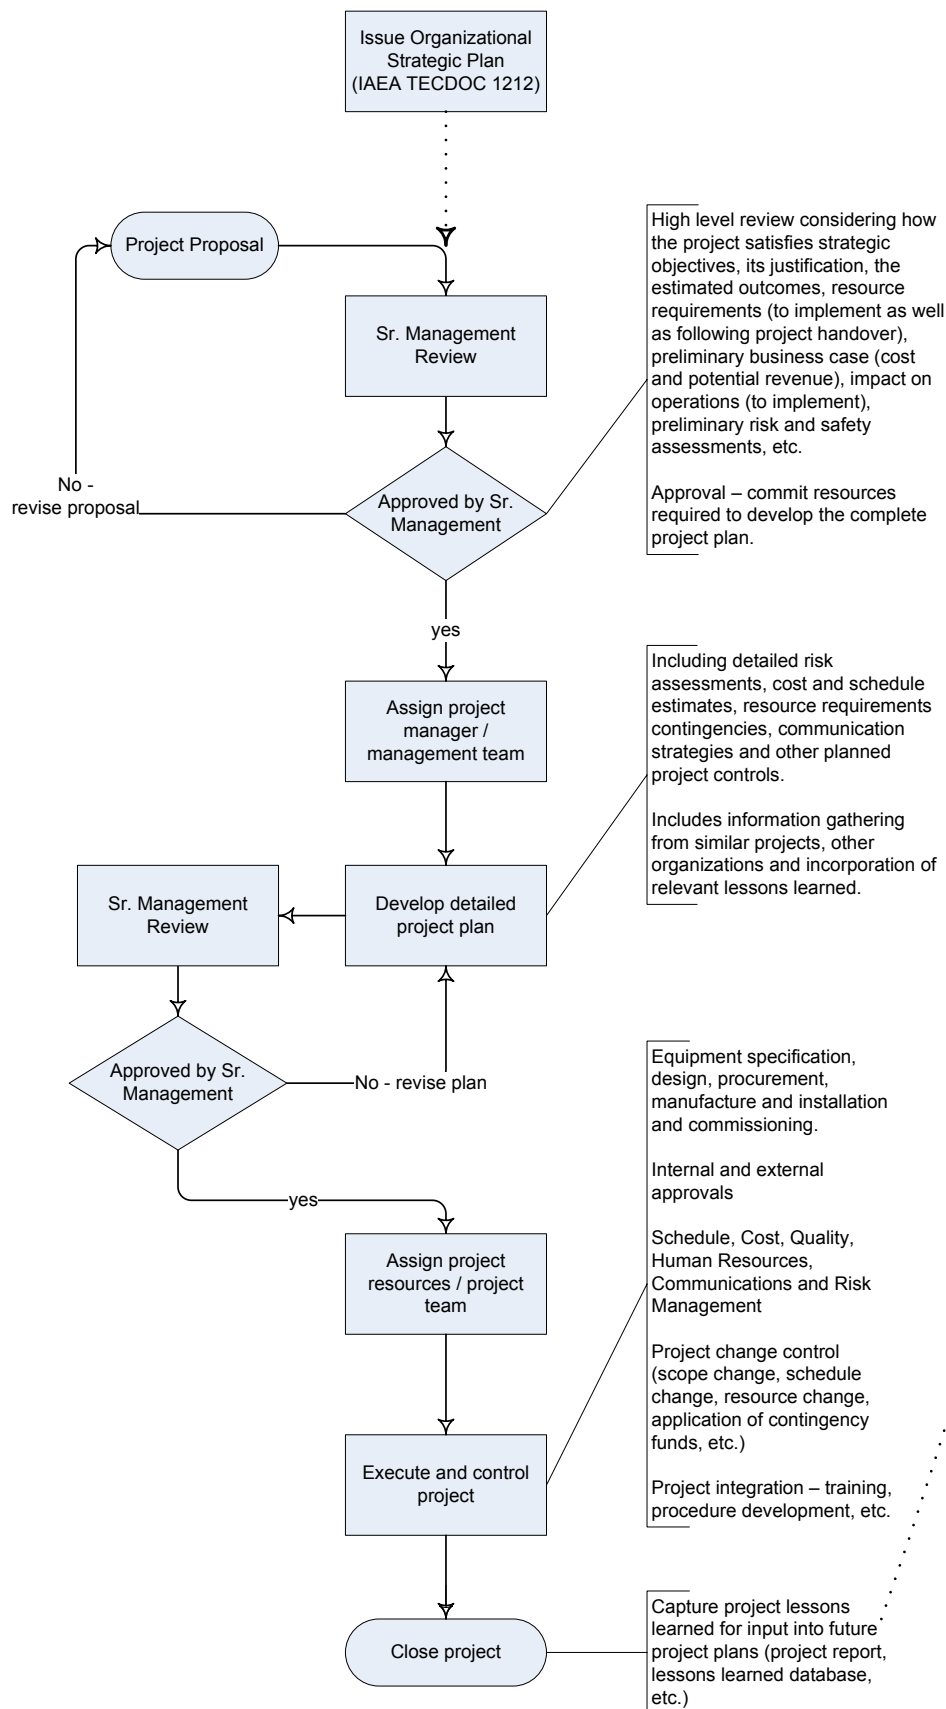 Issue Organizational
Strategic Plan
(IAEA TECDOC 1212)
Project Proposal
High level review considering how
the project satisfies strategic
objectives, its justification, the
estimated outcomes, resource
requirements (to implement as well
as following project handover),
preliminary business case (cost
and potential revenue), impact on
operations (to implement),
preliminary risk and safety
assessments, etc.
Approval – commit resources
required to develop the complete
project plan.
Sr. Management
Review
No -
revise proposal
Approved by Sr.
Management
yes
Assign project
manager /
management team
Including detailed risk
assessments, cost and schedule
estimates, resource requirements
contingencies, communication
strategies and other planned
project controls.
Includes information gathering
from similar projects, other
organizations and incorporation of
relevant lessons learned.
Sr. Management
Review
Develop detailed
project plan
Approved by Sr.
Management
No - revise plan
Equipment specification,
design, procurement,
manufacture and installation
and commissioning.
Internal and external
approvals
Schedule, Cost, Quality,
Human Resources,
Communications and Risk
Management
Project change control
(scope change, schedule
change, resource change,
application of contingency
funds, etc.)
Project integration – training,
procedure development, etc.
yes
Assign project
resources / project
team
Execute and control
project
Close project
Capture project lessons
learned for input into future
project plans (project report,
lessons learned database,
etc.)